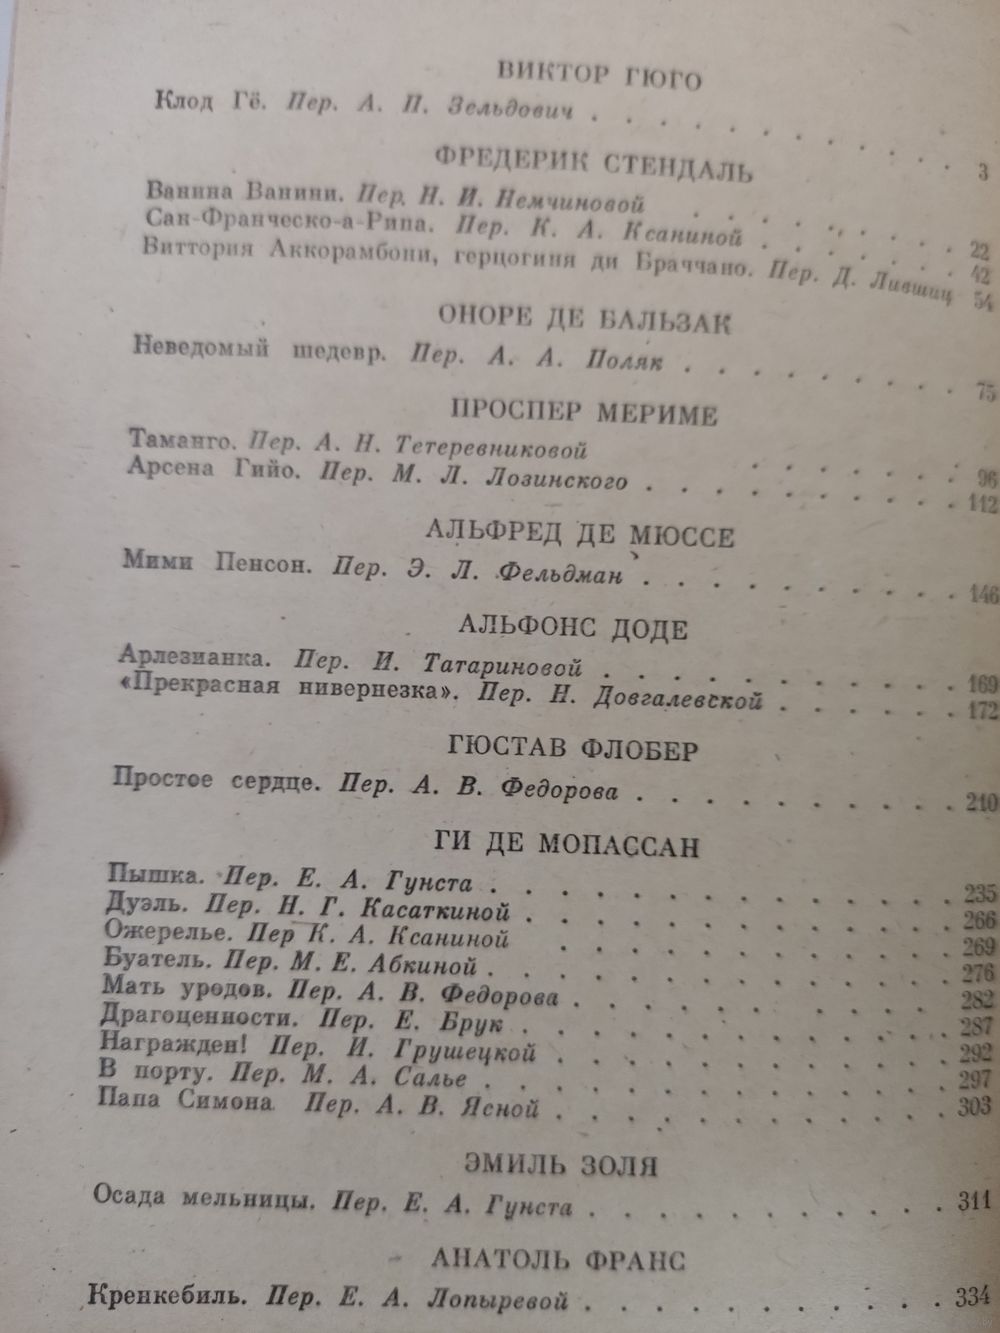 ВИКТОР ГЮГО
Клод Гё. Пер. А. П. Зельдович . . . . . . . . . . 3
ФРЕДЕРИК СТЕНДАЛЬ
Ванина Ванини. Пер. Н. И. Немчиновой . . . . . . . . 22
Сан-Франческо-а-Рипа. Пер. К. А. Ксаниной . . . . . . 42
Виттория Аккорамбони, герцогиня ди Браччано. Пер. Д. Лившиц 54
ОНОРЕ ДЕ БАЛЬЗАК
Неведомый шедевр. Пер. А. А. Поляк . . . . . . . . . 75
ПРОСПЕР МЕРИМЕ
Таманго. Пер. А. Н. Тетеревниковой . . . . . . . 96
Арсена Гийо. Пер. М. Л. Лозинского . . . . . . . . . 112
АЛЬФРЕД ДЕ МЮССЕ
Мими Пенсон. Пер. Э. Л. Фельдман . . . . . . . . . . 146
АЛЬФОНС ДОДЕ
Арлезианка. Пер. И. Татариновой . . . . . . . . . . 169
«Прекрасная нивернезка». Пер. Н. Довгалевской . . . . . . 172
ГЮСТАВ ФЛОБЕР
Простое сердце. Пер. А. В. Федорова . . . . . . . . . . 210
ГИ ДЕ МОПАССАН
Пышка. Пер. Е. А. Гунста . . . . . . . . . . . . . . 235
Дуэль. Пер. Н. Г. Касаткиной . . . . . . . . . . . . . 266
Ожерелье. Пер К. А. Ксаниной . . . . . . . . . . . . 269
Буатель. Пер. М. Е. Абкиной . . . . . . . . . . . . . . 276
Мать уродов. Пер. А. В. Федорова . . . . . . . . . . . 282
Драгоценности. Пер. Е. Брук . . . . . . . . . . . . . 287
Награжден! Пер. И. Грушецкой . . . . . . . . . . . . 292
В порту. Пер. М. А. Салье . . . . . . . . . . . . . . 297
Папа Симона Пер. А. В. Ясной . . . . . . . . . . . . 303
ЭМИЛЬ ЗОЛЯ
Осада мельницы. Пер. Е. А. Гунста . . . . . . . . . . . 311
АНАТОЛЬ ФРАНС
Кренкебиль. Пер. Е. А. Лопыревой . . . . . . . . . . . 334